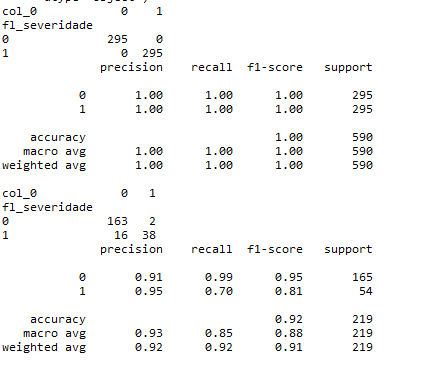 col_0 0 1
fl_severidade
0 295 0
1 0 295
precision recall f1-score support
0 1.00 1.00 1.00 295
1 1.00 1.00 1.00 295
accuracy 1.00 590
macro avg 1.00 1.00 1.00 590
weighted avg 1.00 1.00 1.00 590
col_0 0 1
fl_severidade
0 163 2
1 16 38
precision recall f1-score support
0 0.91 0.99 0.95 165
1 0.95 0.70 0.81 54
accuracy 0.92 219
macro avg 0.93 0.85 0.88 219
weighted avg 0.92 0.92 0.91 219